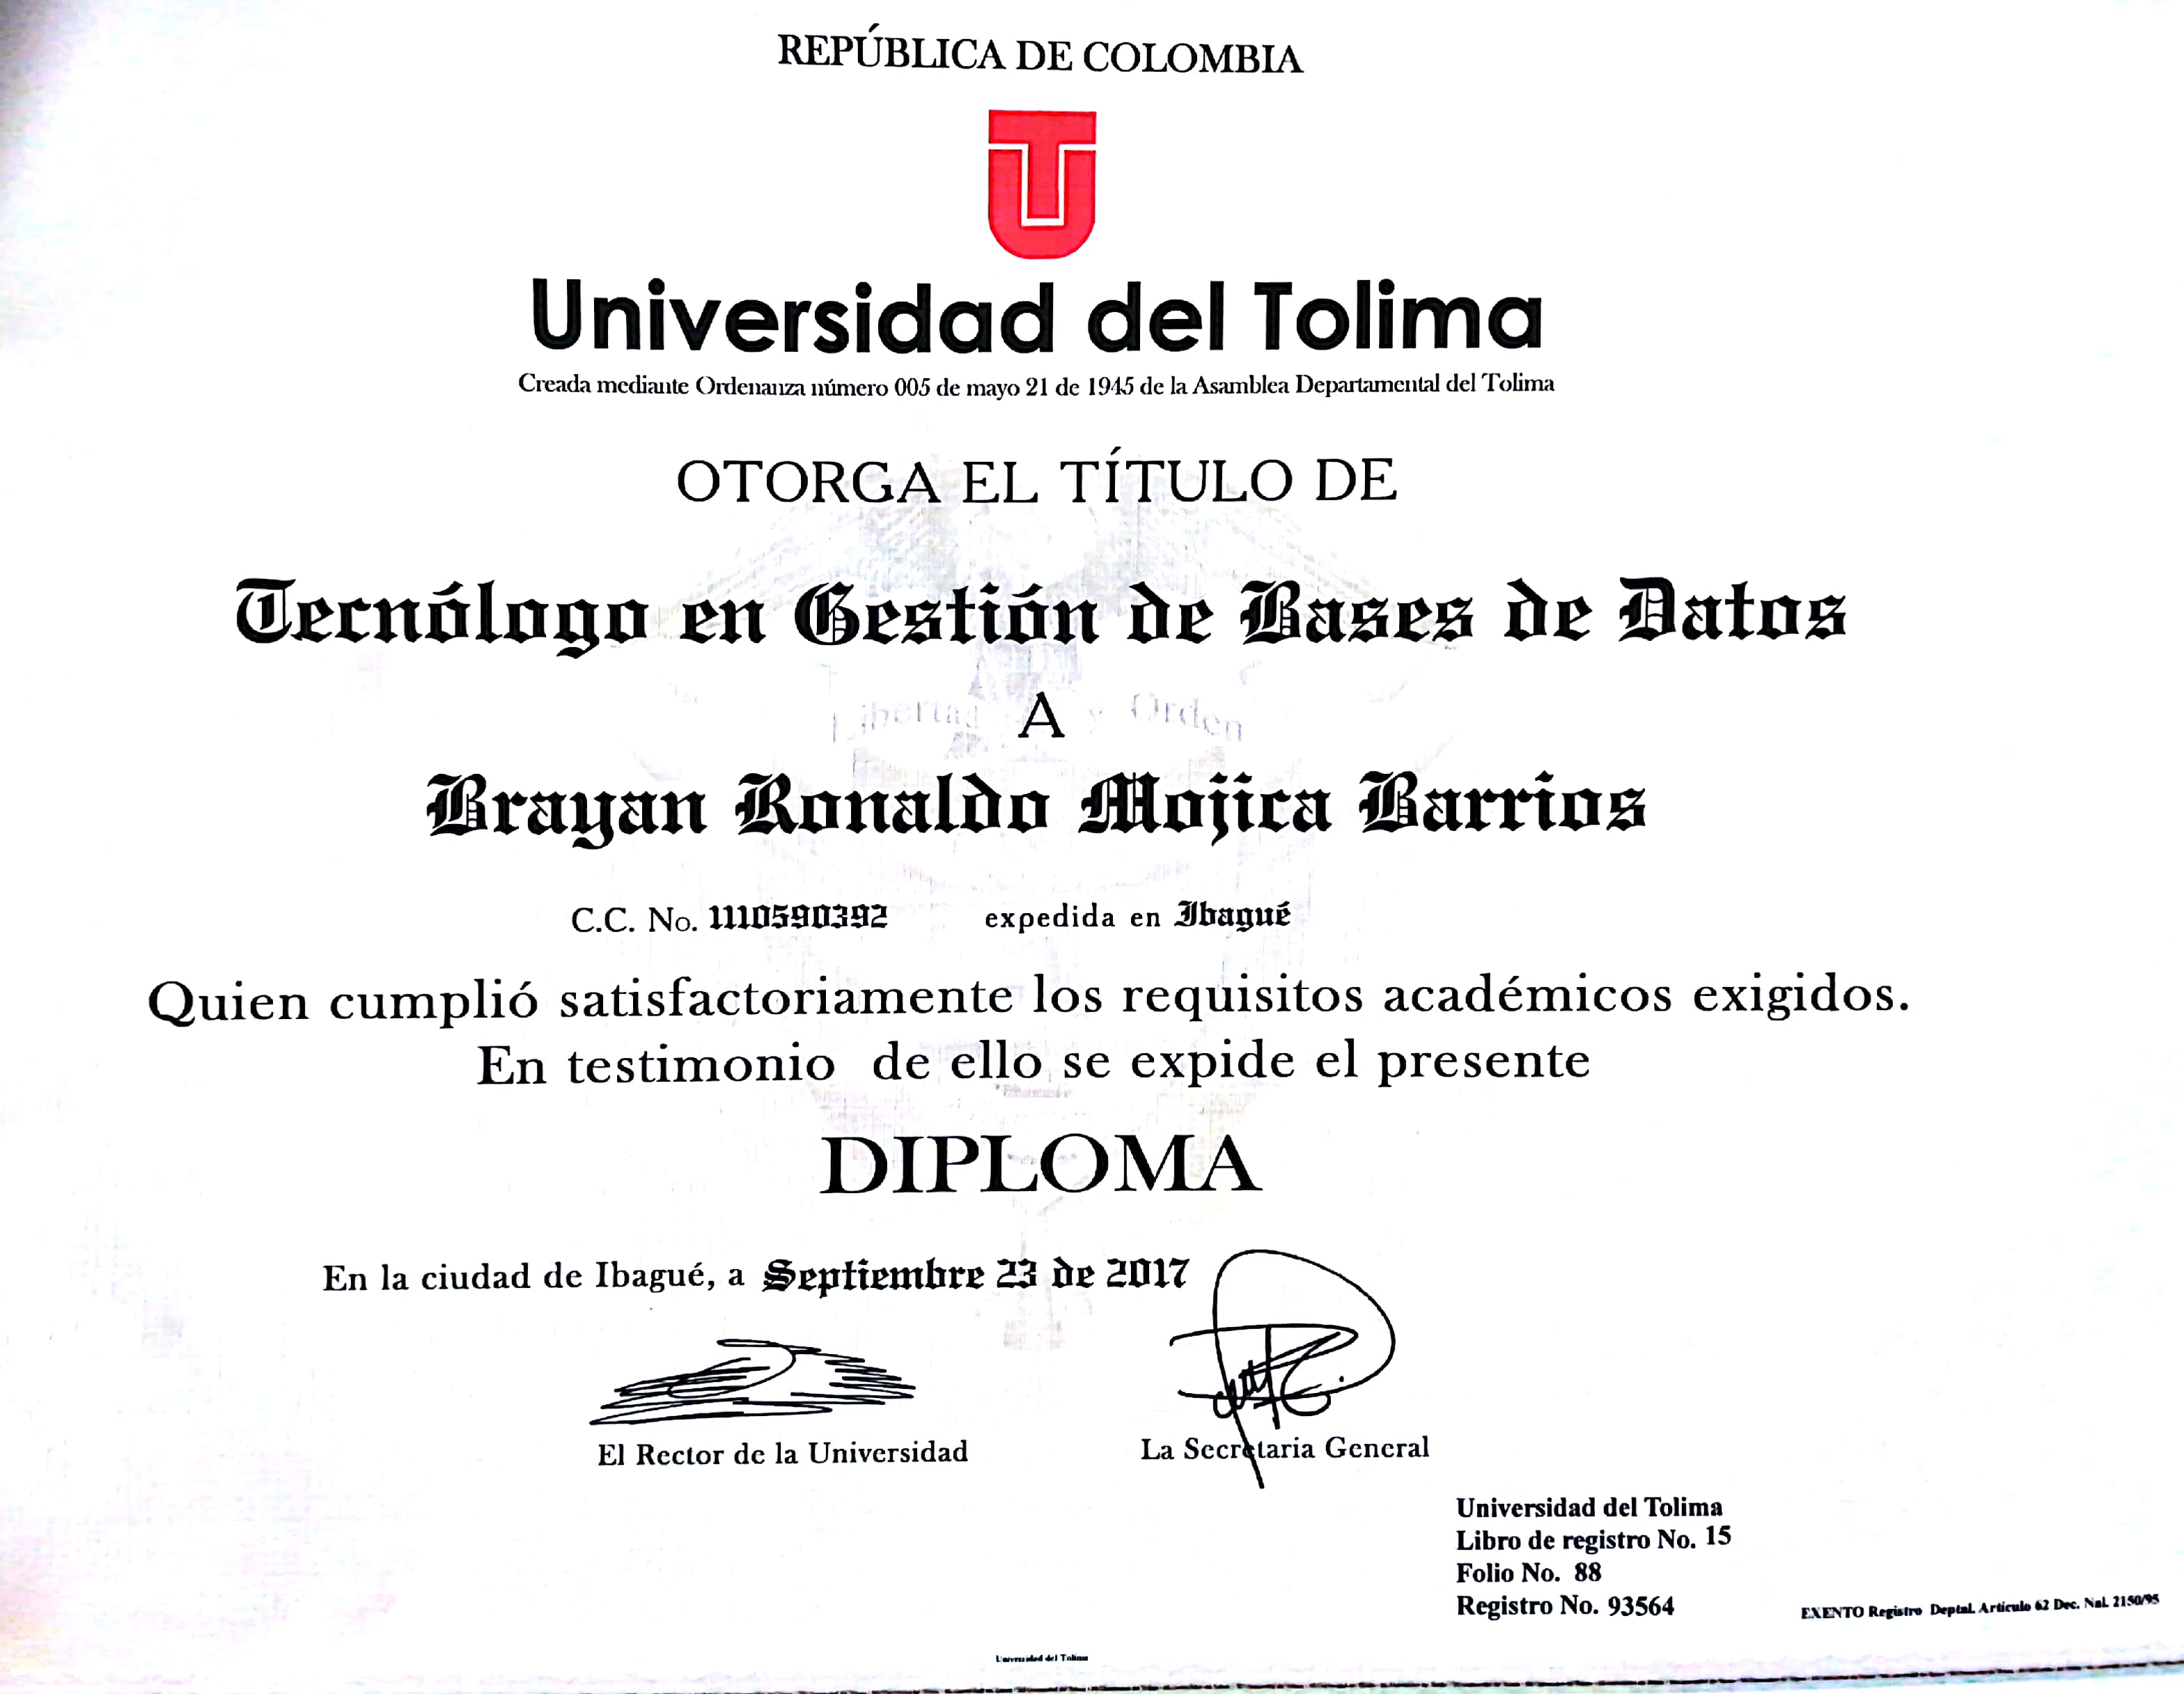 REPÚBLICA DE COLOMBIA
Universidad del Tolima
Creada mediante Ordenanza número 005 de mayo 21 de 1945 de la Asamblea Departamental del Tolima
OTORGA EL TÍTULO DE
Tecnólogo en Gestión de Bases de Datos
Libertad y Orden
A
Brayan Ronaldo Mojica Barrios
C.C. No. 1110590392 expedida en Ibagué
Quien cumplió satisfactoriamente los requisitos académicos exigidos.
En testimonio de ello se expide el presente
DIPLOMA
En la ciudad de Ibagué, a Septiembre 23 de 2017
El Rector de la Universidad
La Secretaria General
Universidad del Tolima
Libro de registro No. 15
Folio No. 88
Registro No. 93564
EXENTO Registro Deptal. Artículo 62 Dec. Nal. 2150/95
Universidad del Tolima